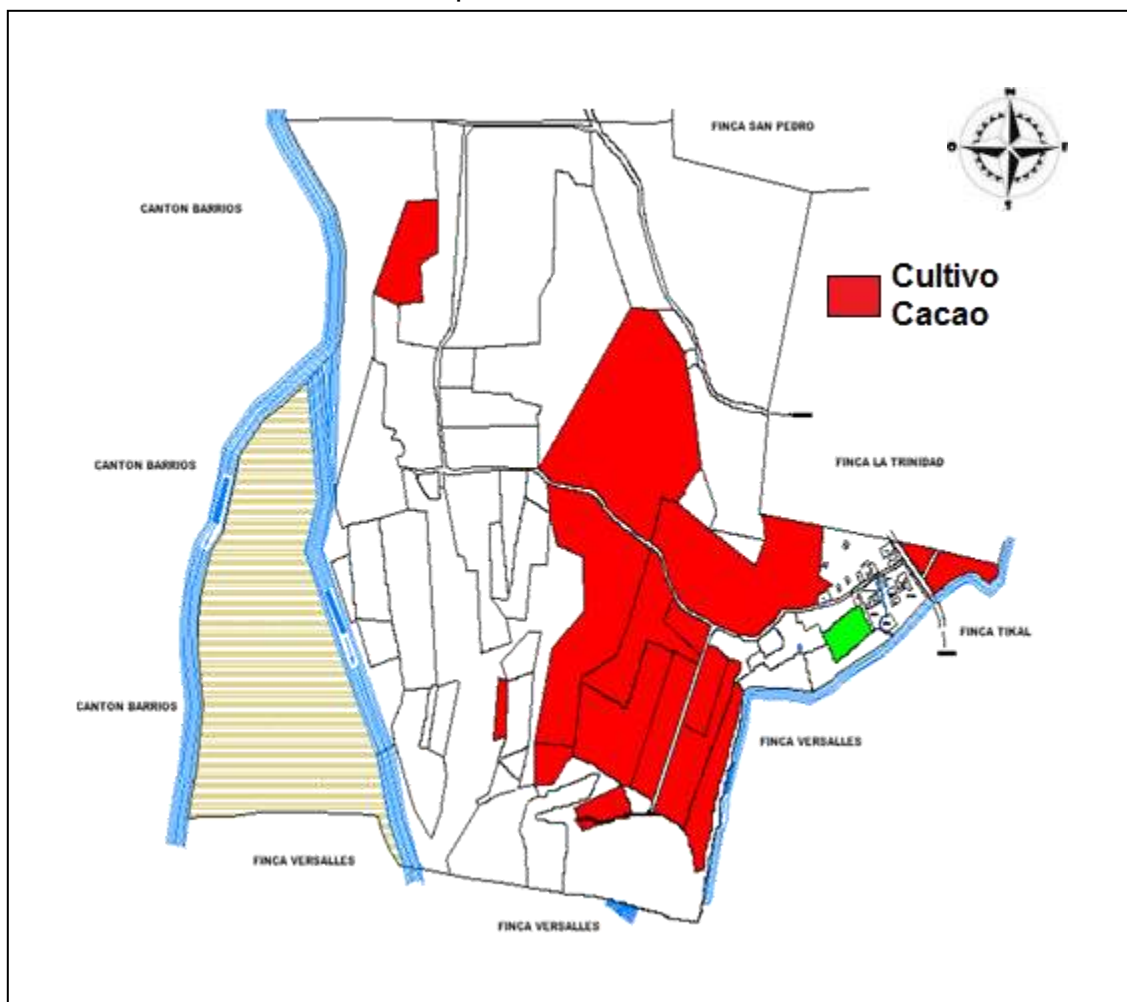 N
O
E
S
FINCA SAN PEDRO
CANTON BARRIOS
Cultivo
Cacao
CANTON BARRIOS
FINCA LA TRINIDAD
FINCA TIKAL
CANTON BARRIOS
FINCA VERSALLES
FINCA VERSALLES
FINCA VERSALLES